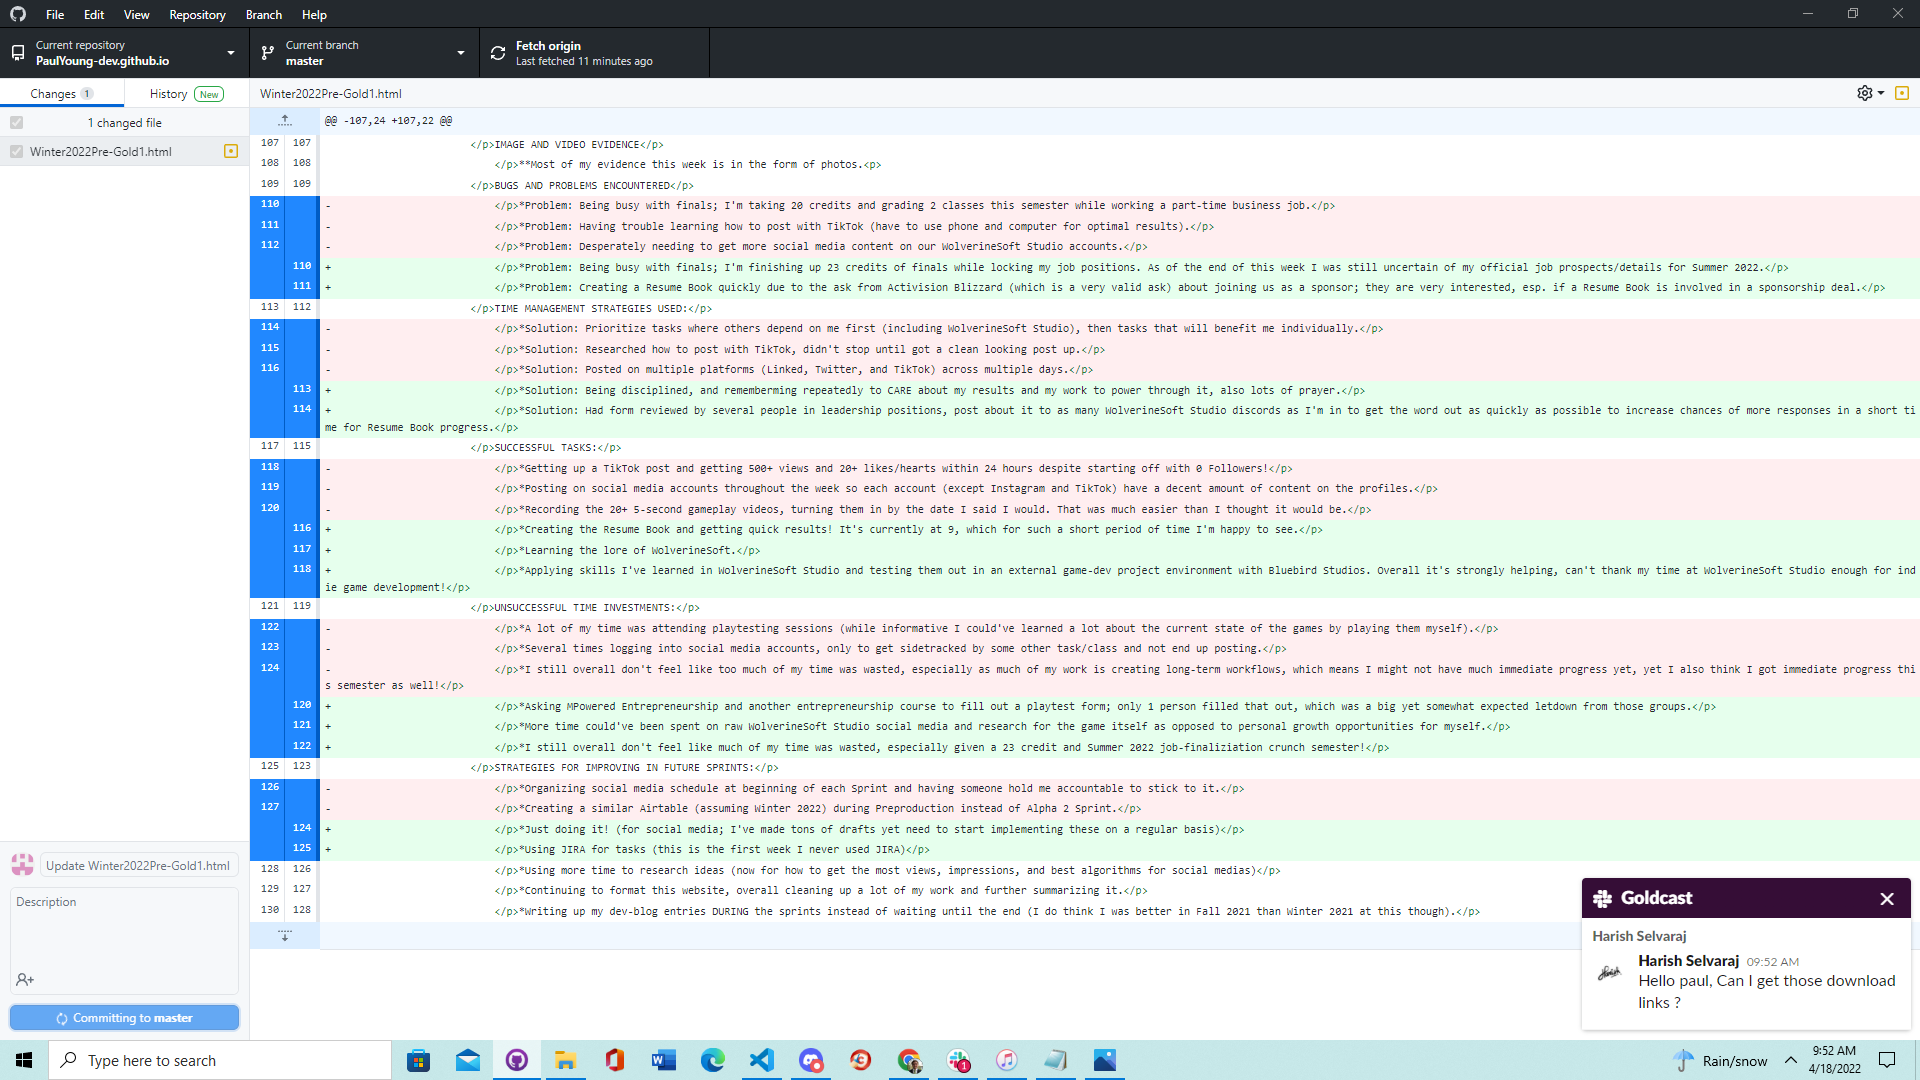 File Edit View Repository Branch Help
Current repository
PaulYoung-dev.github.io
Current branch
master
Fetch origin
Last fetched 11 minutes ago
Changes 1
History New
Winter2022Pre-Gold1.html
1 changed file
Winter2022Pre-Gold1.html
@@ -107,24 +107,22 @@
107 107 </p>IMAGE AND VIDEO EVIDENCE</p>
108 108 </p>**Most of my evidence this week is in the form of photos.<p>
109 109 </p>BUGS AND PROBLEMS ENCOUNTERED</p>
110 - </p>*Problem: Being busy with finals; I'm taking 20 credits and grading 2 classes this semester while working a part-time business job.</p>
111 - </p>*Problem: Having trouble learning how to post with TikTok (have to use phone and computer for optimal results).</p>
112 - </p>*Problem: Desperately needing to get more social media content on our WolverineSoft Studio accounts.</p>
110 + </p>*Problem: Being busy with finals; I'm finishing up 23 credits of finals while locking my job positions. As of the end of this week I was still uncertain of my official job prospects/details for Summer 2022.</p>
111 + </p>*Problem: Creating a Resume Book quickly due to the ask from Activision Blizzard (which is a very valid ask) about joining us as a sponsor; they are very interested, esp. if a Resume Book is involved in a sponsorship deal.</p>
113 112 </p>TIME MANAGEMENT STRATEGIES USED:</p>
114 - </p>*Solution: Prioritize tasks where others depend on me first (including WolverineSoft Studio), then tasks that will benefit me individually.</p>
115 - </p>*Solution: Researched how to post with TikTok, didn't stop until got a clean looking post up.</p>
116 - </p>*Solution: Posted on multiple platforms (Linked, Twitter, and TikTok) across multiple days.</p>
113 + </p>*Solution: Being disciplined, and rememberming repeatedly to CARE about my results and my work to power through it, also lots of prayer.</p>
114 + </p>*Solution: Had form reviewed by several people in leadership positions, post about it to as many WolverineSoft Studio discords as I'm in to get the word out as quickly as possible to increase chances of more responses in a short ti
me for Resume Book progress.</p>
117 115 </p>SUCCESSFUL TASKS:</p>
118 - </p>*Getting up a TikTok post and getting 500+ views and 20+ likes/hearts within 24 hours despite starting off with 0 Followers!</p>
119 - </p>*Posting on social media accounts throughout the week so each account (except Instagram and TikTok) have a decent amount of content on the profiles.</p>
120 - </p>*Recording the 20+ 5-second gameplay videos, turning them in by the date I said I would. That was much easier than I thought it would be.</p>
116 + </p>*Creating the Resume Book and getting quick results! It's currently at 9, which for such a short period of time I'm happy to see.</p>
117 + </p>*Learning the lore of WolverineSoft.</p>
118 + </p>*Applying skills I've learned in WolverineSoft Studio and testing them out in an external game-dev project environment with Bluebird Studios. Overall it's strongly helping, can't thank my time at WolverineSoft Studio enough for ind
ie game development!</p>
121 119 </p>UNSUCCESSFUL TIME INVESTMENTS:</p>
122 - </p>*A lot of my time was attending playtesting sessions (while informative I could've learned a lot about the current state of the games by playing them myself).</p>
123 - </p>*Several times logging into social media accounts, only to get sidetracked by some other task/class and not end up posting.</p>
124 - </p>*I still overall don't feel like too much of my time was wasted, especially as much of my work is creating long-term workflows, which means I might not have much immediate progress yet, yet I also think I got immediate progress thi
s semester as well!</p>
120 + </p>*Asking MPowered Entrepreneurship and another entrepreneurship course to fill out a playtest form; only 1 person filled that out, which was a big yet somewhat expected letdown from those groups.</p>
121 + </p>*More time could've been spent on raw WolverineSoft Studio social media and research for the game itself as opposed to personal growth opportunities for myself.</p>
122 + </p>*I still overall don't feel like much of my time was wasted, especially given a 23 credit and Summer 2022 job-finaliziation crunch semester!</p>
125 123 </p>STRATEGIES FOR IMPROVING IN FUTURE SPRINTS:</p>
126 - </p>*Organizing social media schedule at beginning of each Sprint and having someone hold me accountable to stick to it.</p>
127 - </p>*Creating a similar Airtable (assuming Winter 2022) during Preproduction instead of Alpha 2 Sprint.</p>
124 + </p>*Just doing it! (for social media; I've made tons of drafts yet need to start implementing these on a regular basis)</p>
125 + </p>*Using JIRA for tasks (this is the first week I never used JIRA)</p>
128 126 </p>*Using more time to research ideas (now for how to get the most views, impressions, and best algorithms for social medias)</p>
129 127 </p>*Continuing to format this website, overall cleaning up a lot of my work and further summarizing it.</p>
130 128 </p>*Writing up my dev-blog entries DURING the sprints instead of waiting until the end (I do think I was better in Fall 2021 than Winter 2021 at this though).</p>
Update Winter2022Pre-Gold1.html
Description
Committing to master
Goldcast
Harish Selvaraj
Harish Selvaraj 09:52 AM
Hello paul, Can I get those download
links ?
Type here to search
1
Rain/snow
9:52 AM
4/18/2022